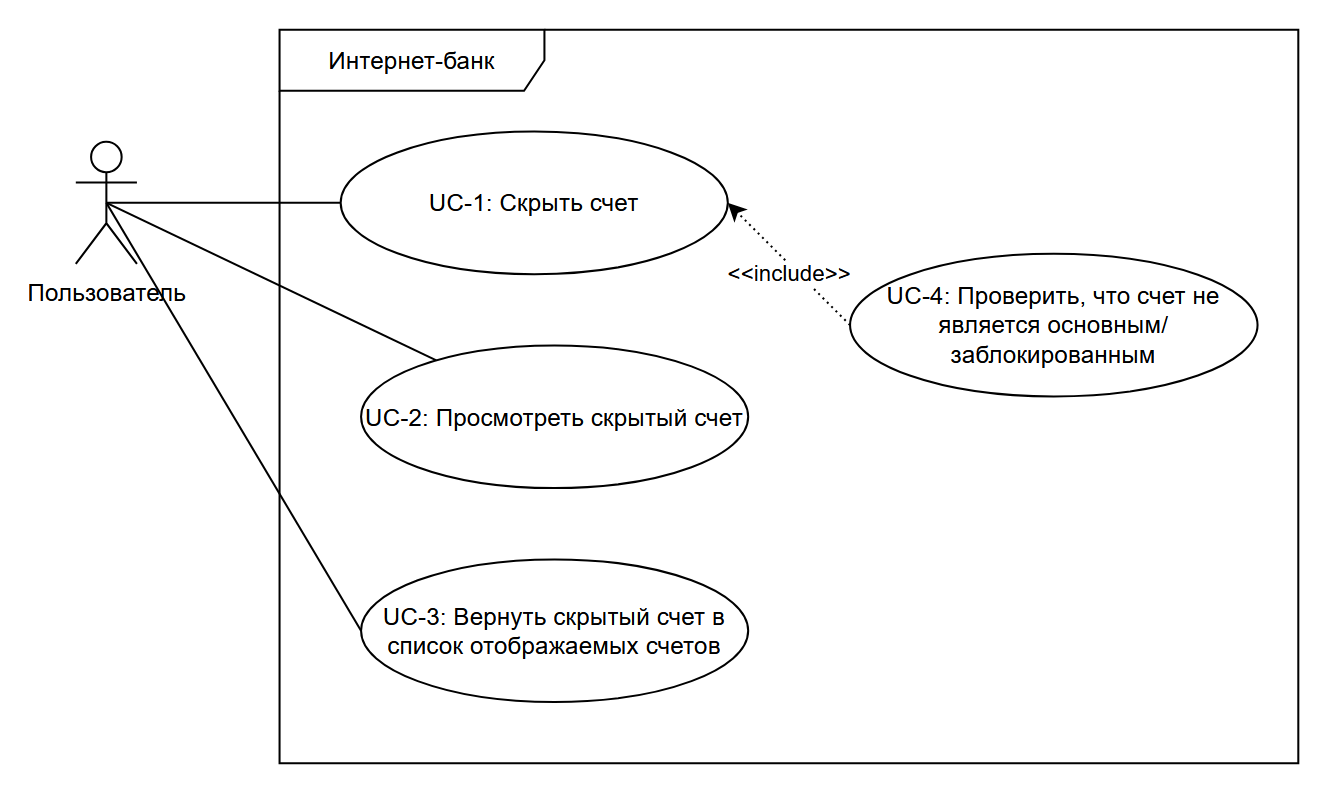 Интернет-банк
UC-1: Скрыть счет
<<include>>
UC-4: Проверить, что счет не
является основным/
заблокированным
Пользователь
UC-2: Просмотреть скрытый счет
UC-3: Вернуть скрытый счет в
список отображаемых счетов